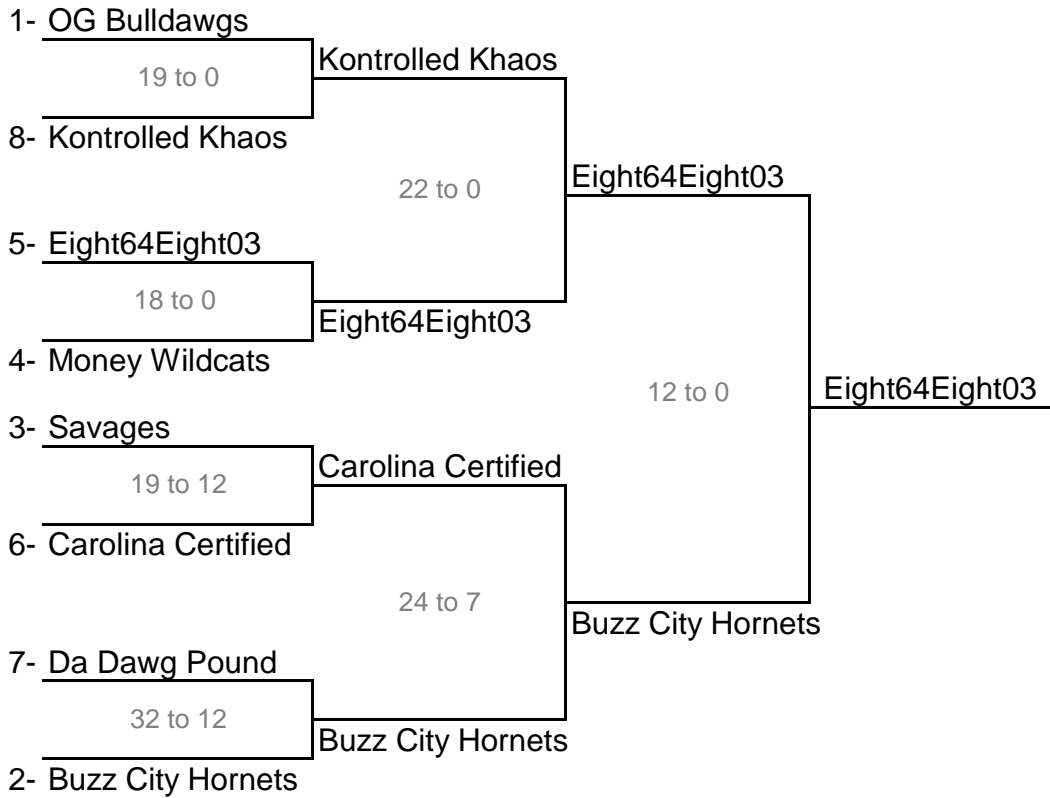 1- OG Bulldawgs
19 to 0
Kontrolled Khaos
8- Kontrolled Khaos
22 to 0
Eight64Eight03
5- Eight64Eight03
18 to 0
Eight64Eight03
4- Money Wildcats
12 to 0
Eight64Eight03
3- Savages
19 to 12
Carolina Certified
6- Carolina Certified
24 to 7
Buzz City Hornets
7- Da Dawg Pound
32 to 12
Buzz City Hornets
2- Buzz City Hornets